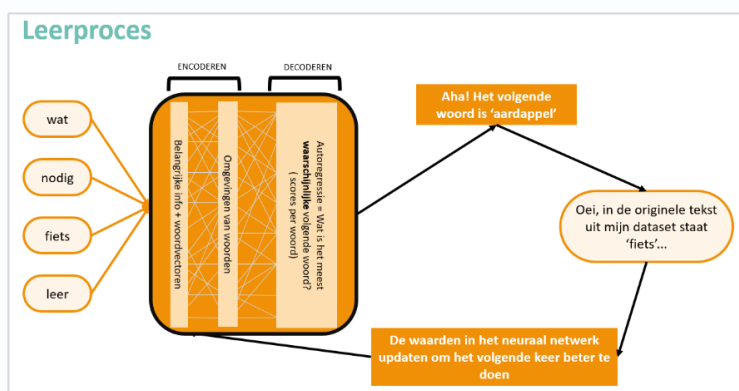 Leerproces
ENCODEREN
DECODEREN
wat
nodig
fiets
leer
Belangrijke info + woordvectoren
Omgevingen van woorden
Autoregressie = Wat is het meest
waarschijnlijke volgende woord?
( scores per woord)
Aha! Het volgende
woord is ‘aardappel’
Oei, in de originele tekst
uit mijn dataset staat
‘fiets’...
De waarden in het neuraal netwerk
updaten om het volgende keer beter te
doen